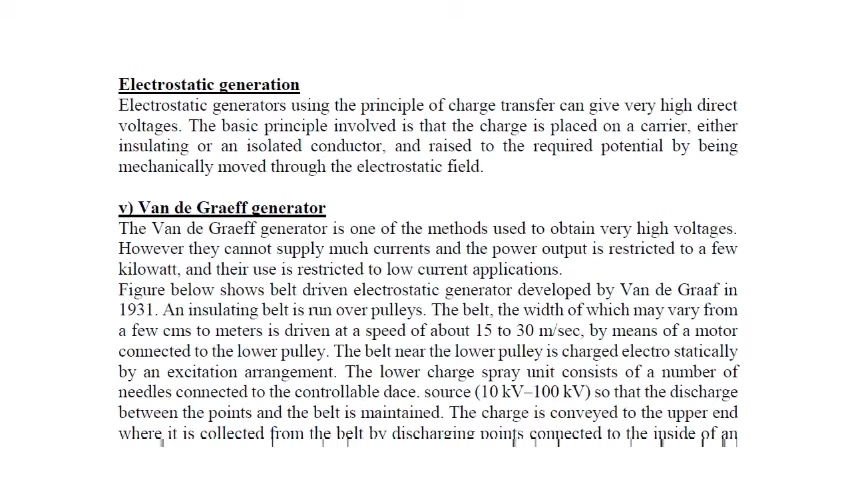 Electrostatic generation
Electrostatic generators using the principle of charge transfer can give very high direct
voltages. The basic principle involved is that the charge is placed on a carrier, either
insulating or an isolated conductor, and raised to the required potential by being
mechanically moved through the electrostatic field.
v) Van de Graeff generator
The Van de Graeff generator is one of the methods used to obtain very high voltages.
However they cannot supply much currents and the power output is restricted to a few
kilowatt, and their use is restricted to low current applications.
Figure below shows belt driven electrostatic generator developed by Van de Graaf in
1931. An insulating belt is run over pulleys. The belt, the width of which may vary from
a few cms to meters is driven at a speed of about 15 to 30 m/sec, by means of a motor
connected to the lower pulley. The belt near the lower pulley is charged electro statically
by an excitation arrangement. The lower charge spray unit consists of a number of
needles connected to the controllable dace. source (10 kV–100 kV) so that the discharge
between the points and the belt is maintained. The charge is conveyed to the upper end
where it is collected from the belt by discharging points connected to the inside of an